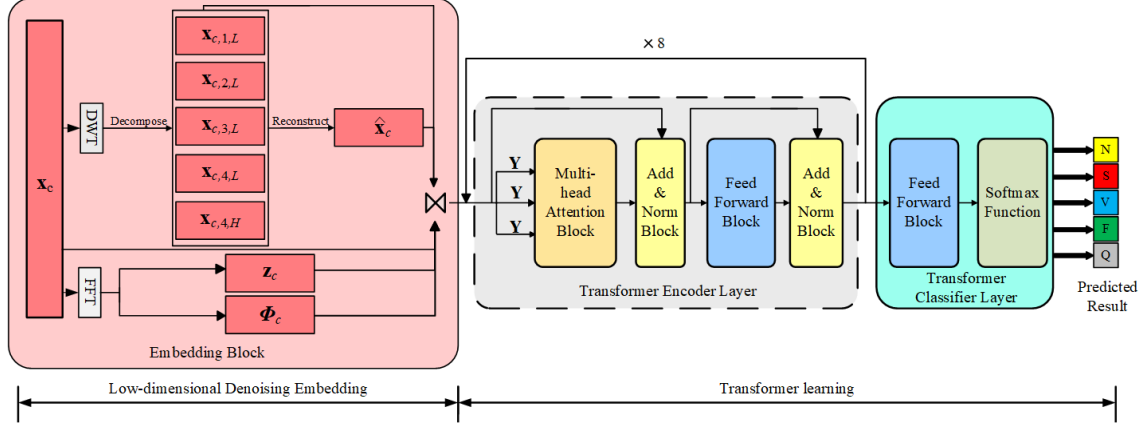 x_c
DWT
Decompose
x_{c,1,L}
x_{c,2,L}
x_{c,3,L}
x_{c,4,L}
x_{c,4,H}
Reconstruct
x̂_c
FFT
z_c
Φ_c
⋈
Embedding Block
× 8
Y
Y
Y
Multi-
head
Attention
Block
Add
&
Norm
Block
Feed
Forward
Block
Add
&
Norm
Block
Transformer Encoder Layer
Feed
Forward
Block
Softmax
Function
Transformer
Classifier Layer
N
S
V
F
Q
Predicted
Result
Low-dimensional Denoising Embedding
Transformer learning